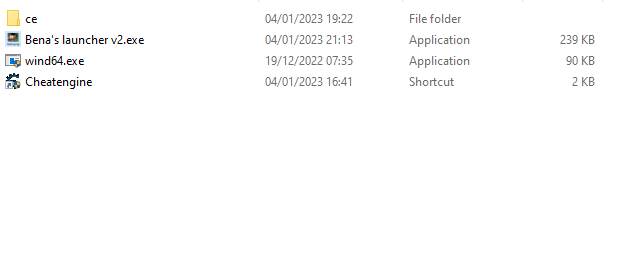 ce 04/01/2023 19:22 File folder
Bena's launcher v2.exe 04/01/2023 21:13 Application 239 KB
wind64.exe 19/12/2022 07:35 Application 90 KB
Cheatengine 04/01/2023 16:41 Shortcut 2 KB